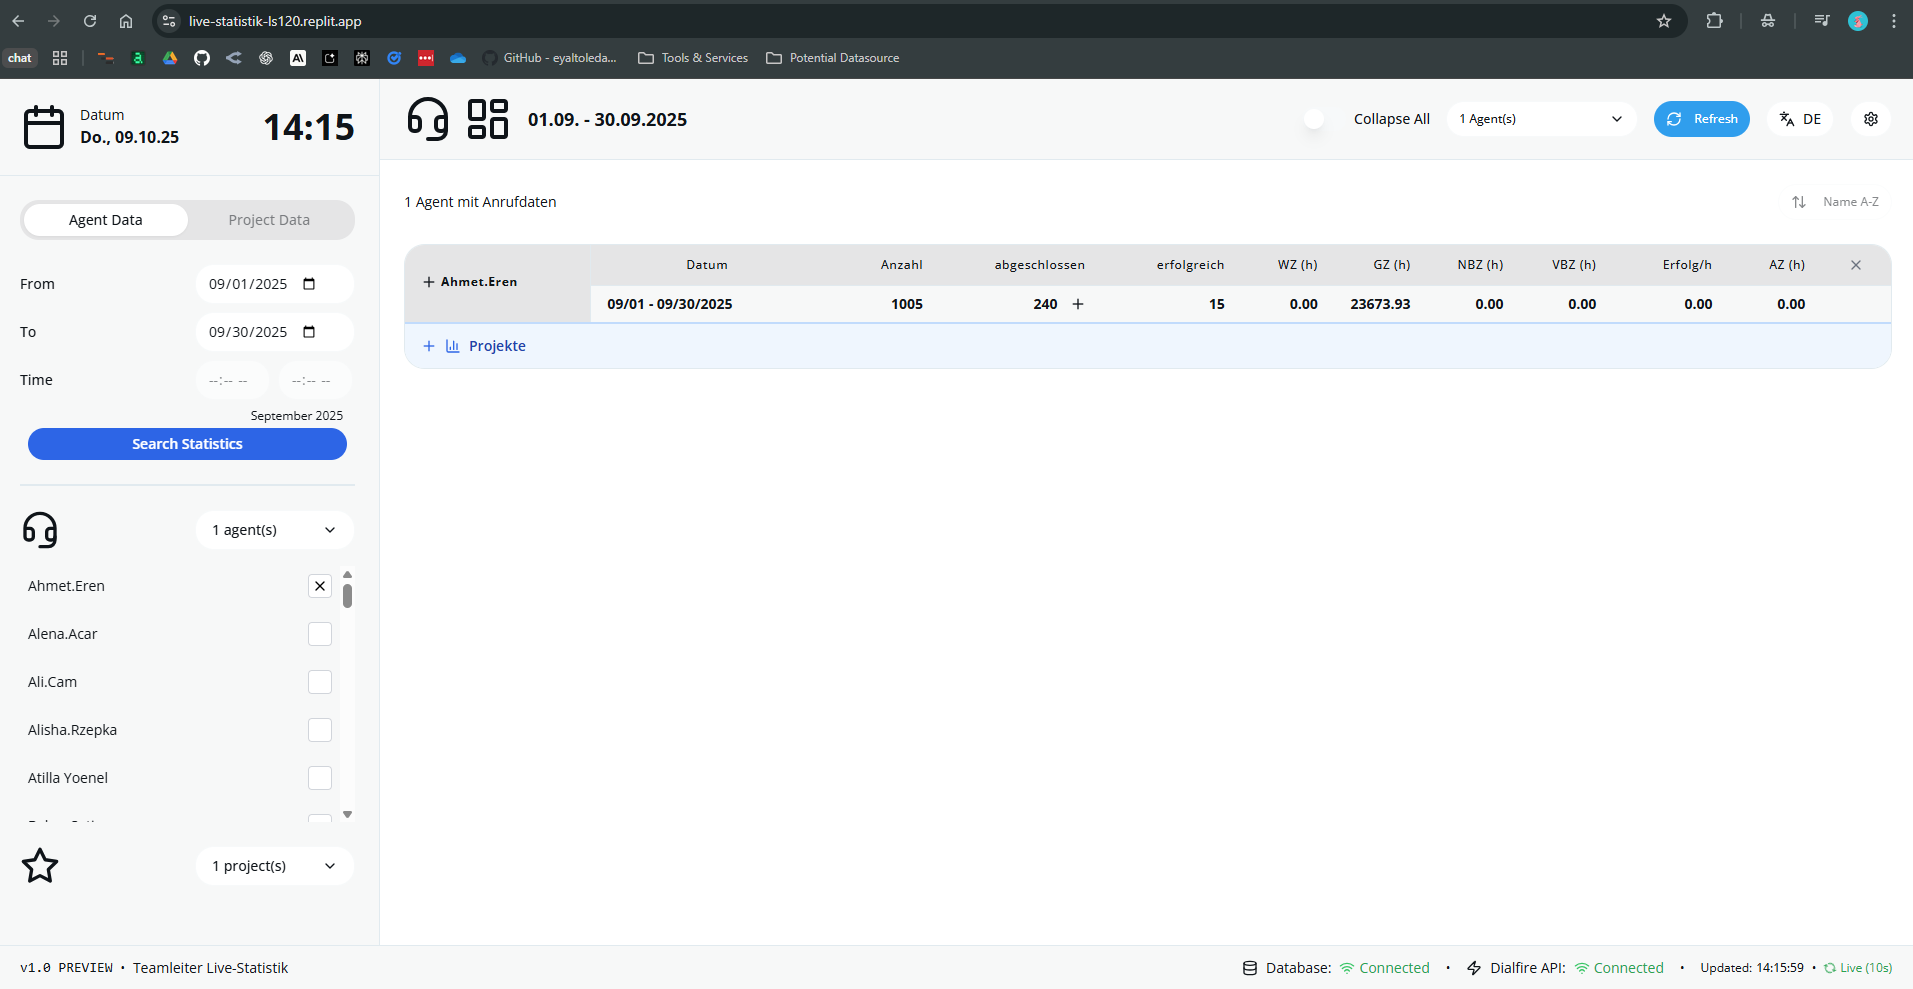 live-statistik-ls120.replit.app
chat
GitHub - eyaltoleda...
Tools & Services
Potential Datasource
Datum
Do., 09.10.25
14:15
01.09. - 30.09.2025
Collapse All
1 Agent(s)
Refresh
DE
Agent Data
Project Data
From
09/01/2025
To
09/30/2025
Time
--:-- --
--:-- --
September 2025
Search Statistics
1 agent(s)
Ahmet.Eren
Alena.Acar
Ali.Cam
Alisha.Rzepka
Atilla Yoenel
1 project(s)
1 Agent mit Anrufdaten
Name A-Z
Ahmet.Eren
Datum Anzahl abgeschlossen erfolgreich WZ (h) GZ (h) NBZ (h) VBZ (h) Erfolg/h AZ (h)
09/01 - 09/30/2025 1005 240 + 15 0.00 23673.93 0.00 0.00 0.00 0.00
+ Projekte
v1.0 PREVIEW • Teamleiter Live-Statistik
Database: Connected • Dialfire API: Connected • Updated: 14:15:59 • Live (10s)